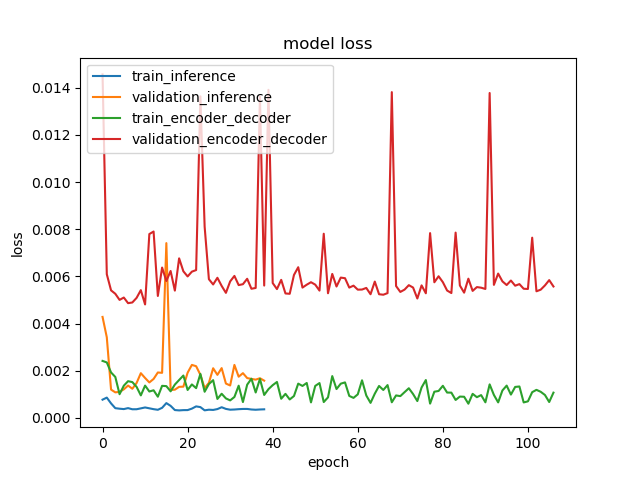 model loss
train_inference
validation_inference
train_encoder_decoder
validation_encoder_decoder
loss
0.014
0.012
0.010
0.008
0.006
0.004
0.002
0.000
0 20 40 60 80 100
epoch